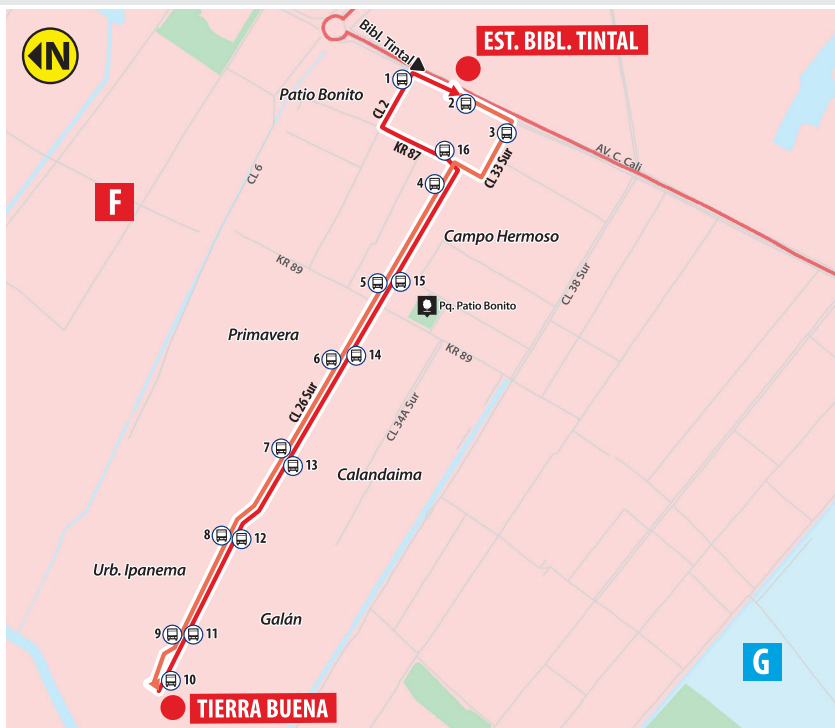 N
Bibl. Tintal
EST. BIBL. TINTAL
1
Patio Bonito
CL 2
2
3
16
KR 87
CL 33 Sur
AV. C. Cali
CL 6
F
4
Campo Hermoso
KR 89
5
15
CL 38 Sur
Pq. Patio Bonito
Primavera
6
14
KR 89
CL 26 Sur
CL 34A Sur
7
13
Calandaima
8
12
Urb. Ipanema
Galán
9
11
G
10
TIERRA BUENA